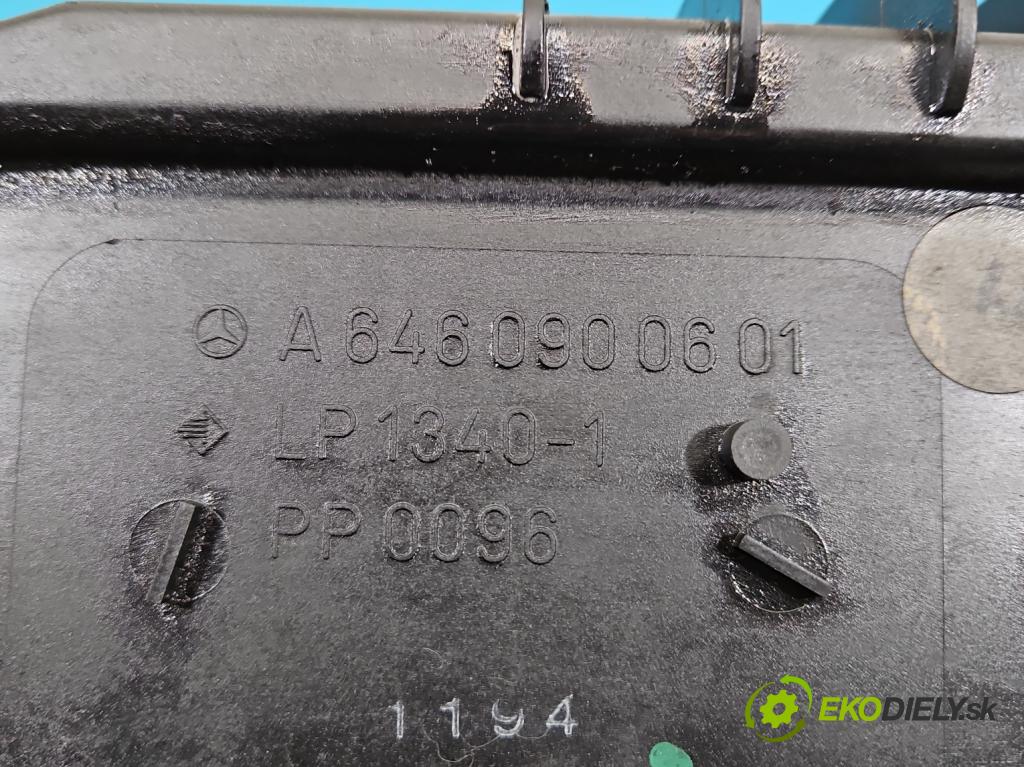 A 646 090 06 01
LP 1340-1
PP 0096
1194
EKODIELY.sk